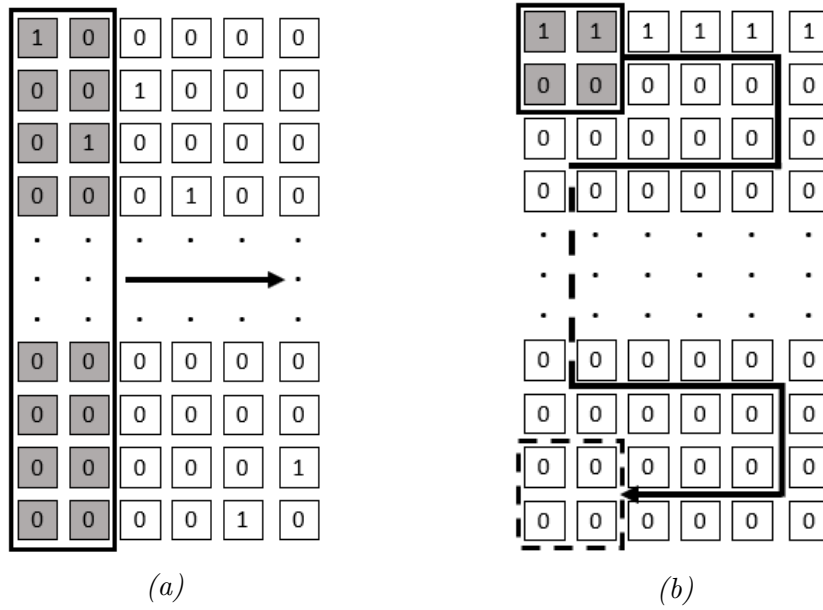 1 0 0 0 0 0
0 0 1 0 0 0
0 1 0 0 0 0
0 0 0 1 0 0
. . . . . .
. . .
. . . . . .
0 0 0 0 0 0
0 0 0 0 0 0
0 0 0 0 0 1
0 0 0 0 1 0
(a)
1 1 1 1 1 1
0 0 0 0 0 0
0 0 0 0 0 0
0 0 0 0 0 0
. . . . . .
. . . . . .
. . . . . .
0 0 0 0 0 0
0 0 0 0 0 0
0 0 0 0 0 0
0 0 0 0 0 0
(b)